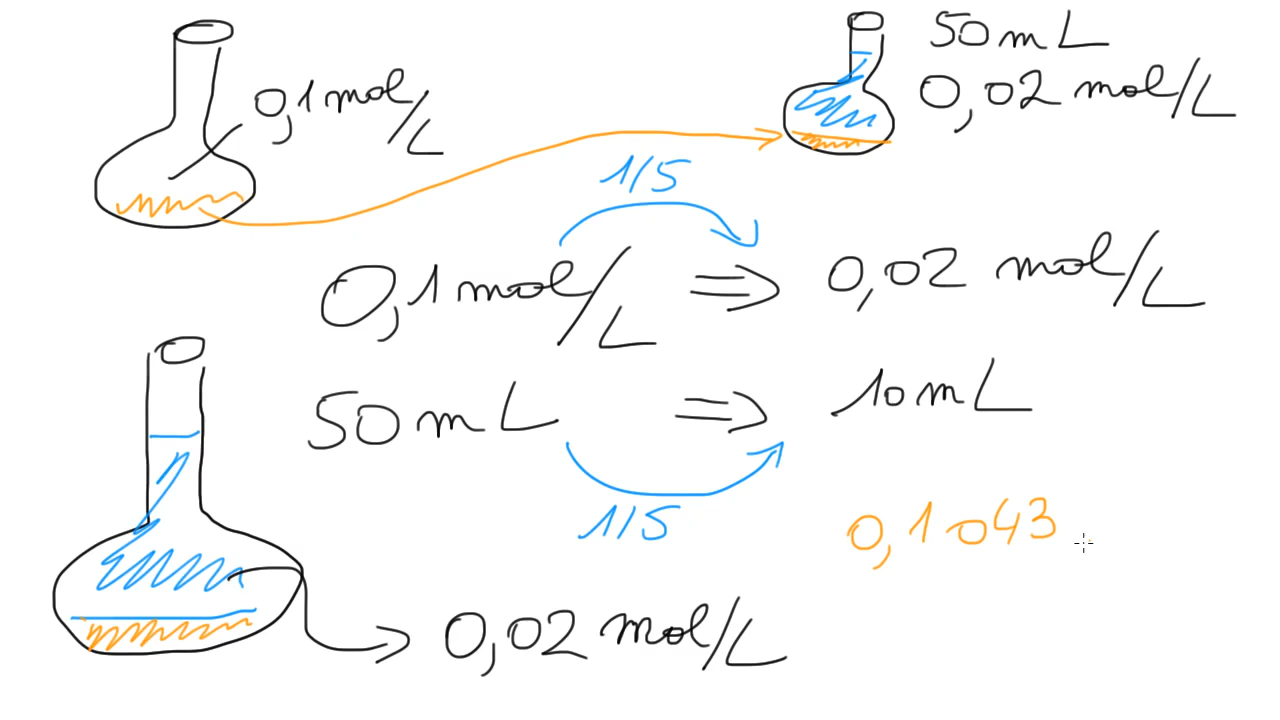 0,1 mol/L
50 mL
0,02 mol/L
1/5
0,1 mol/L ⇒ 0,02 mol/L
50 mL ⇒ 10 mL
1/5
0,1043
0,02 mol/L